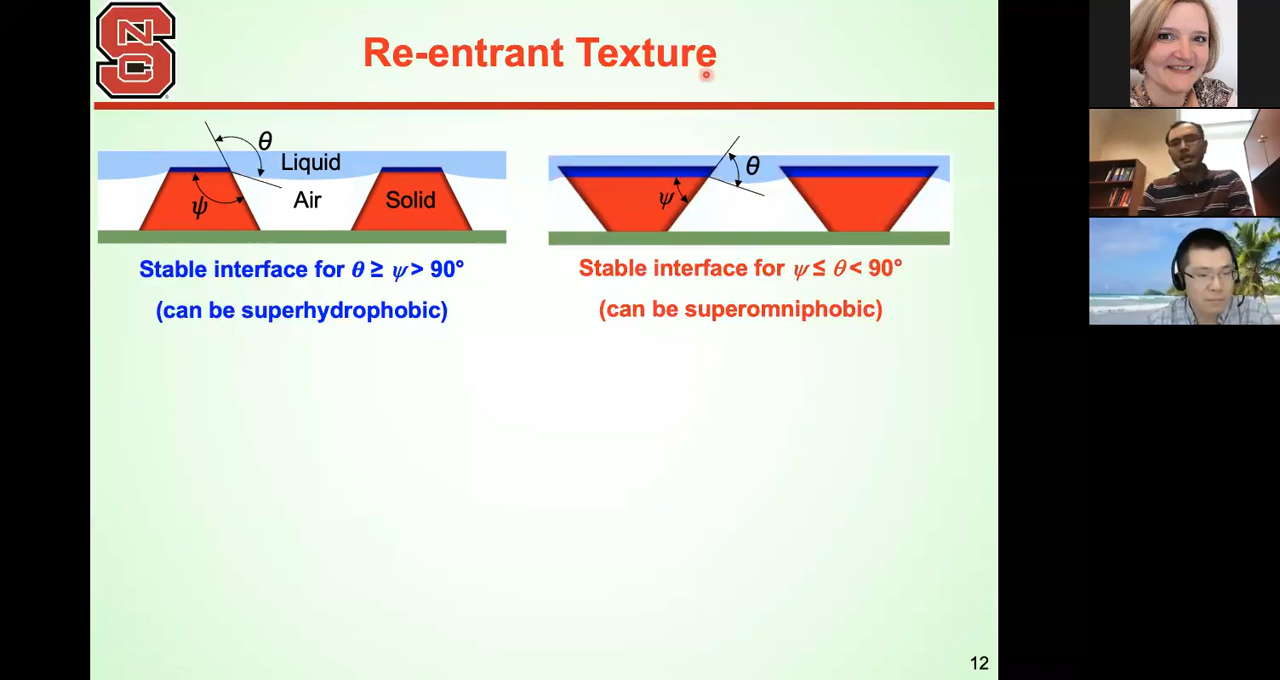 NC
S
Re-entrant Texture
θ
Liquid
Air
ψ
Solid
θ
ψ
Stable interface for θ ≥ ψ > 90°
(can be superhydrophobic)
Stable interface for ψ ≤ θ < 90°
(can be superomniphobic)
12